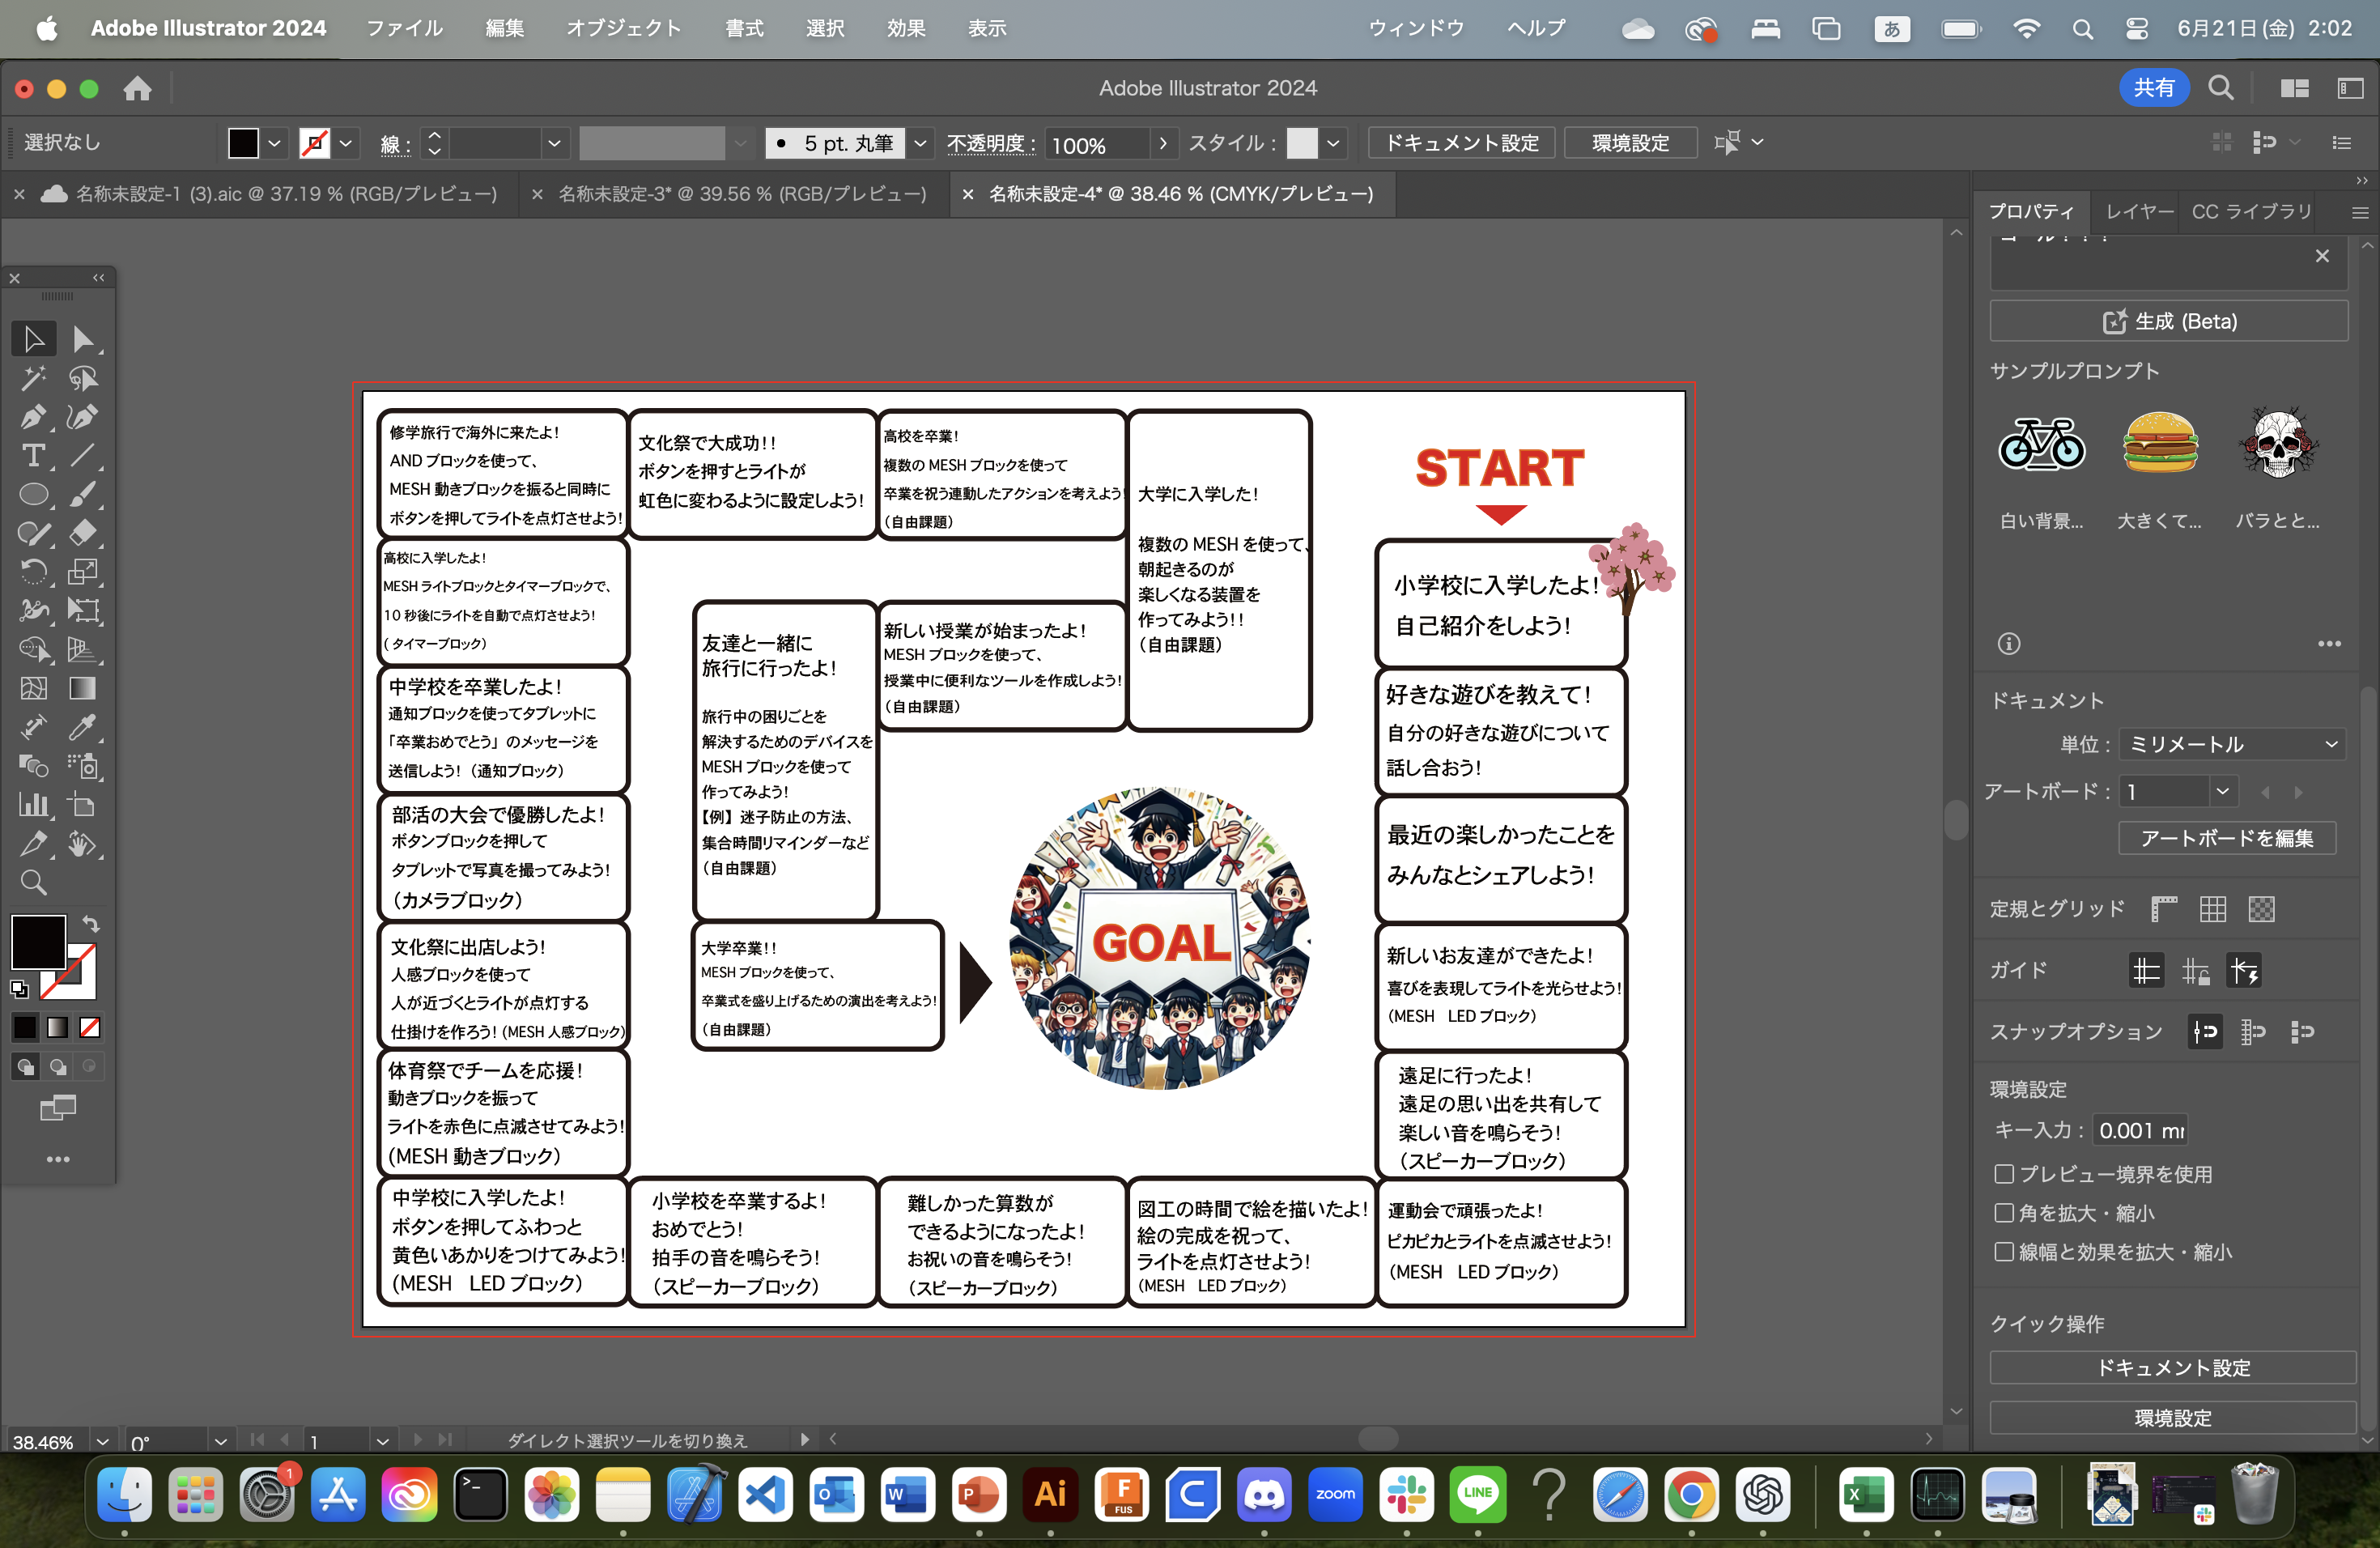 Adobe Illustrator 2024 ファイル 編集 オブジェクト 書式 選択 効果 表示 ウィンドウ ヘルプ あ 6月21日(金) 2:02
Adobe Illustrator 2024 共有
選択なし 線: 5 pt. 丸筆 不透明度: 100% スタイル: ドキュメント設定 環境設定
名称未設定-1 (3).aic @ 37.19 % (RGB/プレビュー) 名称未設定-3* @ 39.56 % (RGB/プレビュー) 名称未設定-4* @ 38.46 % (CMYK/プレビュー)
START
小学校に入学したよ!
自己紹介をしよう!
好きな遊びを教えて!
自分の好きな遊びについて
話し合おう!
最近の楽しかったことを
みんなとシェアしよう!
新しいお友達ができたよ!
喜びを表現してライトを光らせよう!
(MESH LED ブロック)
遠足に行ったよ!
遠足の思い出を共有して
楽しい音を鳴らそう!
(スピーカーブロック)
運動会で頑張ったよ!
ピカピカとライトを点滅させよう!
(MESH LED ブロック)
図工の時間で絵を描いたよ!
絵の完成を祝って、
ライトを点灯させよう!
(MESH LED ブロック)
難しかった算数が
できるようになったよ!
お祝いの音を鳴らそう!
(スピーカーブロック)
小学校を卒業するよ!
おめでとう!
拍手の音を鳴らそう!
(スピーカーブロック)
中学校に入学したよ!
ボタンを押してふわっと
黄色いあかりをつけてみよう!
(MESH LED ブロック)
体育祭でチームを応援!
動きブロックを振って
ライトを赤色に点滅させてみよう!
(MESH 動きブロック)
文化祭に出店しよう!
人感ブロックを使って
人が近づくとライトが点灯する
仕掛けを作ろう! (MESH 人感ブロック)
部活の大会で優勝したよ!
ボタンブロックを押して
タブレットで写真を撮ってみよう!
(カメラブロック)
中学校を卒業したよ!
通知ブロックを使ってタブレットに
「卒業おめでとう」のメッセージを
送信しよう! (通知ブロック)
高校に入学したよ!
MESH ライトブロックとタイマーブロックで、
10 秒後にライトを自動で点灯させよう!
( タイマーブロック)
修学旅行で海外に来たよ!
AND ブロックを使って、
MESH 動きブロックを振ると同時に
ボタンを押してライトを点灯させよう!
文化祭で大成功!!
ボタンを押すとライトが
虹色に変わるように設定しよう!
高校を卒業!
複数の MESH ブロックを使って
卒業を祝う連動したアクションを考えよう!
(自由課題)
大学に入学した!
複数の MESH を使って、
朝起きるのが
楽しくなる装置を
作ってみよう!!
(自由課題)
新しい授業が始まったよ!
MESH ブロックを使って、
授業中に便利なツールを作成しよう!
(自由課題)
友達と一緒に
旅行に行ったよ!
旅行中の困りごとを
解決するためのデバイスを
MESH ブロックを使って
作ってみよう!
【例】迷子防止の方法、
集合時間リマインダーなど
(自由課題)
大学卒業!!
MESH ブロックを使って、
卒業式を盛り上げるための演出を考えよう!
(自由課題)
GOAL
プロパティ レイヤー CC ライブラリ
生成 (Beta)
サンプルプロンプト
白い背景... 大きくて... バラとと...
ドキュメント
単位: ミリメートル
アートボード: 1
アートボードを編集
定規とグリッド
ガイド
スナップオプション
環境設定
キー入力: 0.001 mr
プレビュー境界を使用
角を拡大・縮小
線幅と効果を拡大・縮小
クイック操作
ドキュメント設定
環境設定
38.46% 0° 1 ダイレクト選択ツールを切り換え
1 O W P Ai F FUS C zoom LINE X